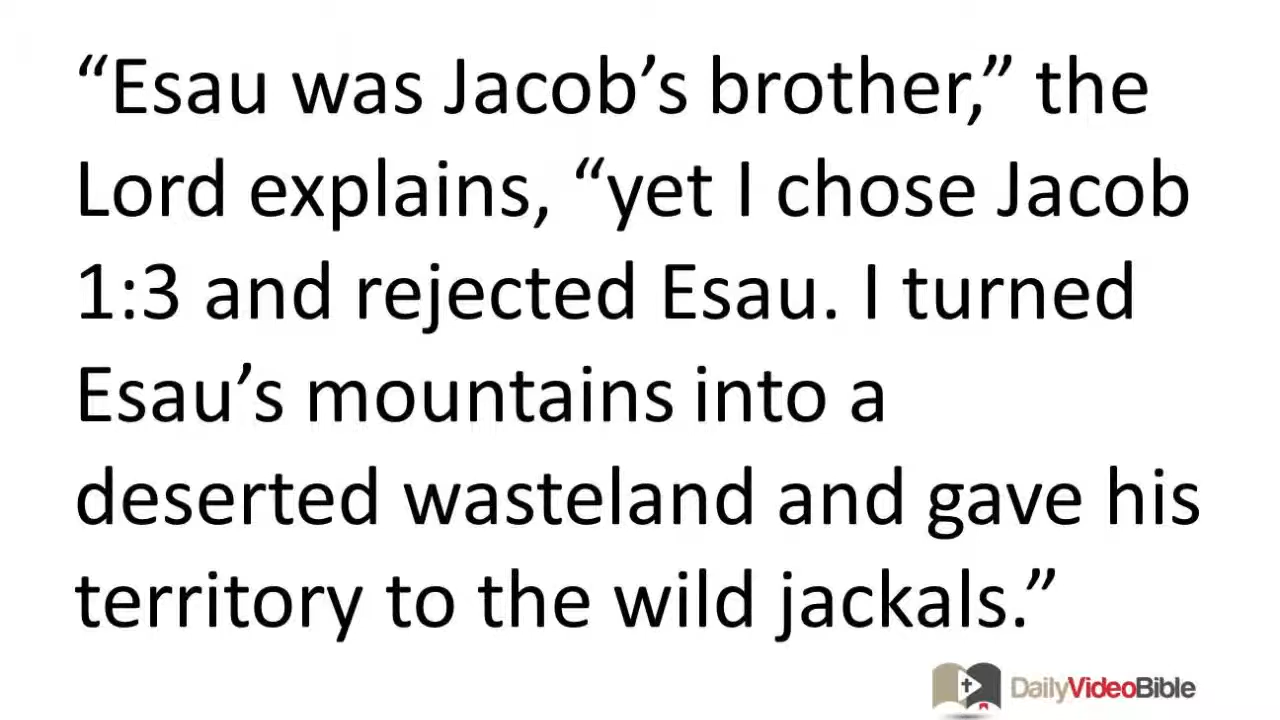 “Esau was Jacob’s brother,” the
Lord explains, “yet I chose Jacob
1:3 and rejected Esau. I turned
Esau’s mountains into a
deserted wasteland and gave his
territory to the wild jackals.”
DailyVideoBible